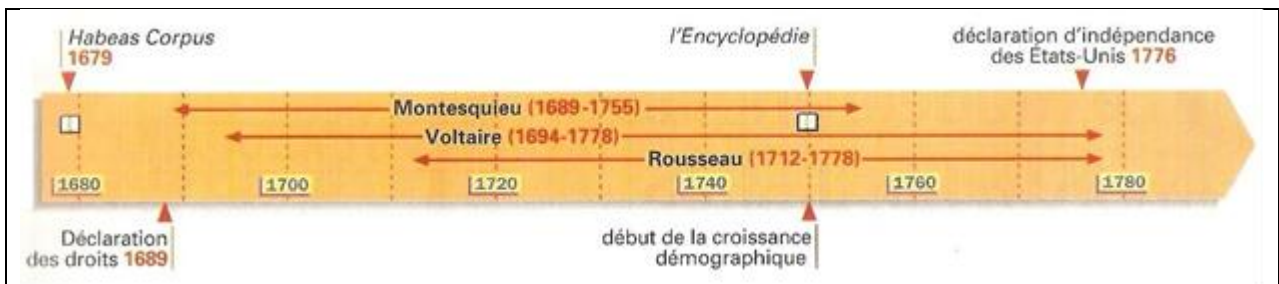 Habeas Corpus
1679
l'Encyclopédie
déclaration d'indépendance
des États-Unis 1776
Montesquieu (1689-1755)
Voltaire (1694-1778)
Rousseau (1712-1778)
1680
1700
1720
1740
1760
1780
Déclaration
des droits 1689
début de la croissance
démographique